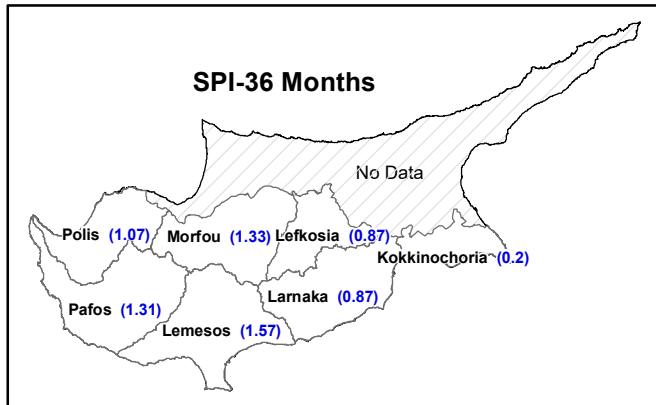 SPI-36 Months
No Data
Polis (1.07)
Morfou (1.33)
Lefkosia (0.87)
Kokkinochoria (0.2)
Pafos (1.31)
Larnaka (0.87)
Lemesos (1.57)